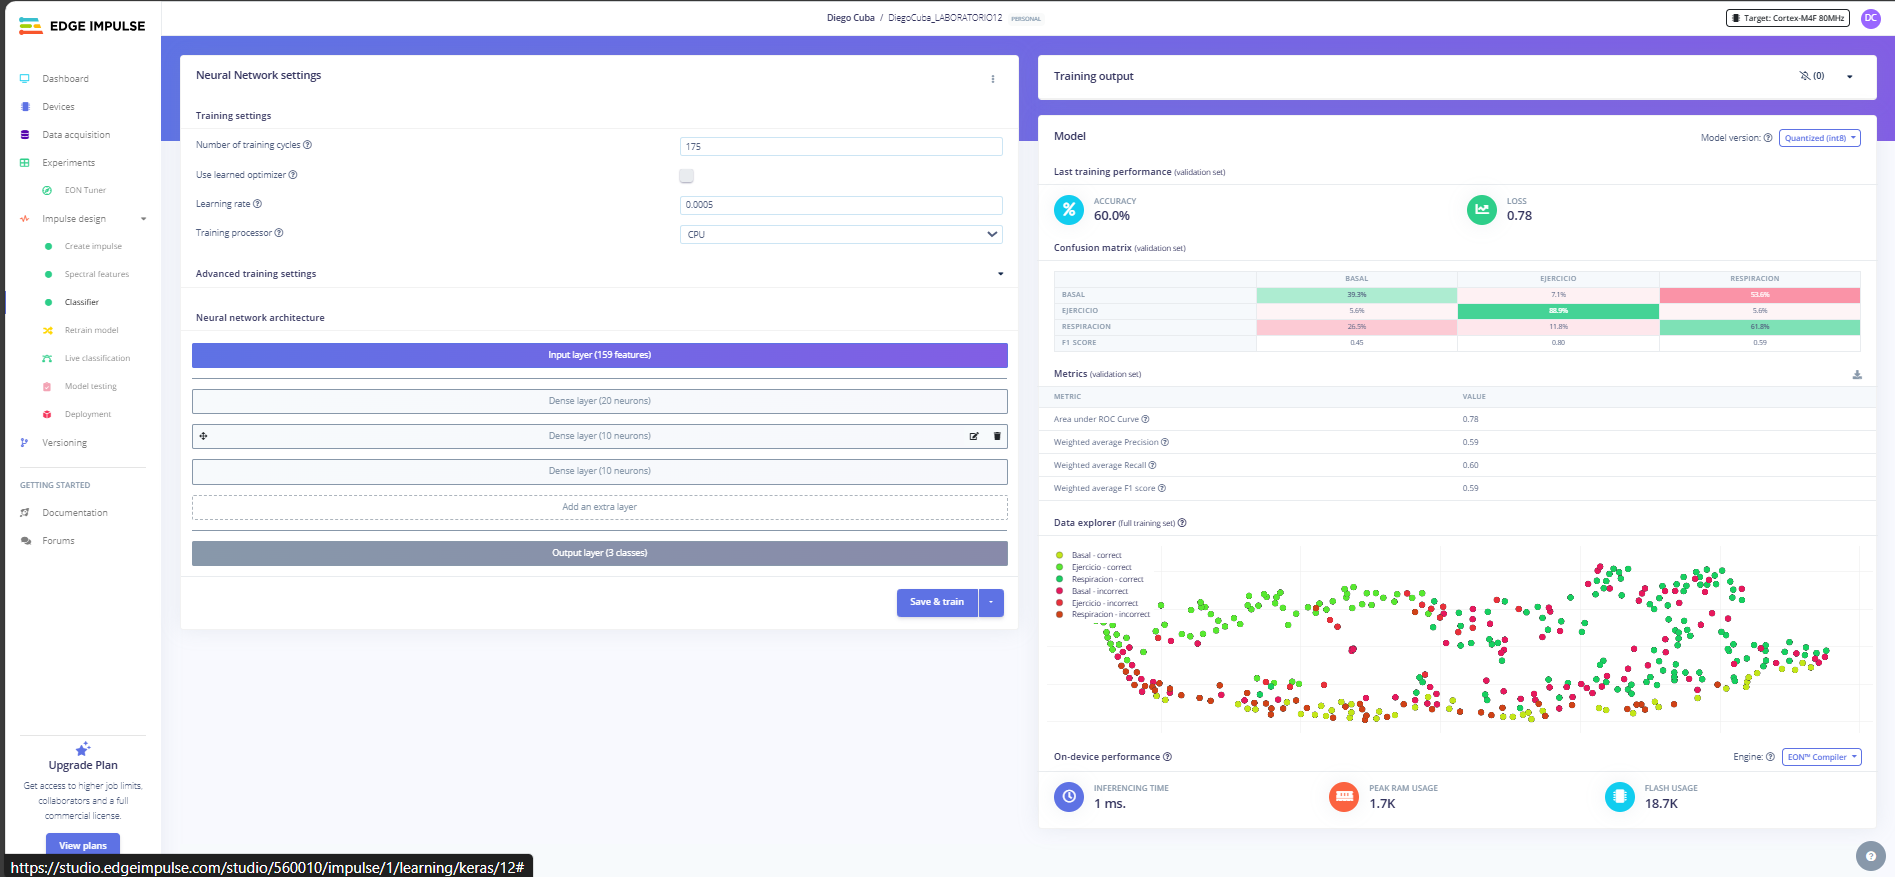 EDGE IMPULSE
Diego Cuba / DiegoCuba_LABORATORIO12 PERSONAL
Target: Cortex-M4F 80MHz
DC
Dashboard
Devices
Data acquisition
Experiments
EON Tuner
Impulse design
Create impulse
Spectral features
Classifier
Retrain model
Live classification
Model testing
Deployment
Versioning
GETTING STARTED
Documentation
Forums
Upgrade Plan
Get access to higher job limits,
collaborators and a full
commercial license.
View plans
https://studio.edgeimpulse.com/studio/560010/impulse/1/learning/keras/12#
Neural Network settings
Training settings
Number of training cycles 175
Use learned optimizer
Learning rate 0.0005
Training processor CPU
Advanced training settings
Neural network architecture
Input layer (159 features)
Dense layer (20 neurons)
Dense layer (10 neurons)
Dense layer (10 neurons)
Add an extra layer
Output layer (3 classes)
Save & train
Training output (0)
Model
Model version: Quantized (int8)
Last training performance (validation set)
ACCURACY
60.0%
LOSS
0.78
Confusion matrix (validation set)
BASAL EJERCICIO RESPIRACION
BASAL 39.3% 7.1% 53.6%
EJERCICIO 5.6% 88.9% 5.6%
RESPIRACION 26.5% 11.8% 61.8%
F1 SCORE 0.45 0.80 0.59
Metrics (validation set)
METRIC VALUE
Area under ROC Curve 0.78
Weighted average Precision 0.59
Weighted average Recall 0.60
Weighted average F1 score 0.59
Data explorer (full training set)
Basal - correct
Ejercicio - correct
Respiracion - correct
Basal - incorrect
Ejercicio - incorrect
Respiracion - incorrect
On-device performance
Engine: EON™ Compiler
INFERENCING TIME
1 ms.
PEAK RAM USAGE
1.7K
FLASH USAGE
18.7K